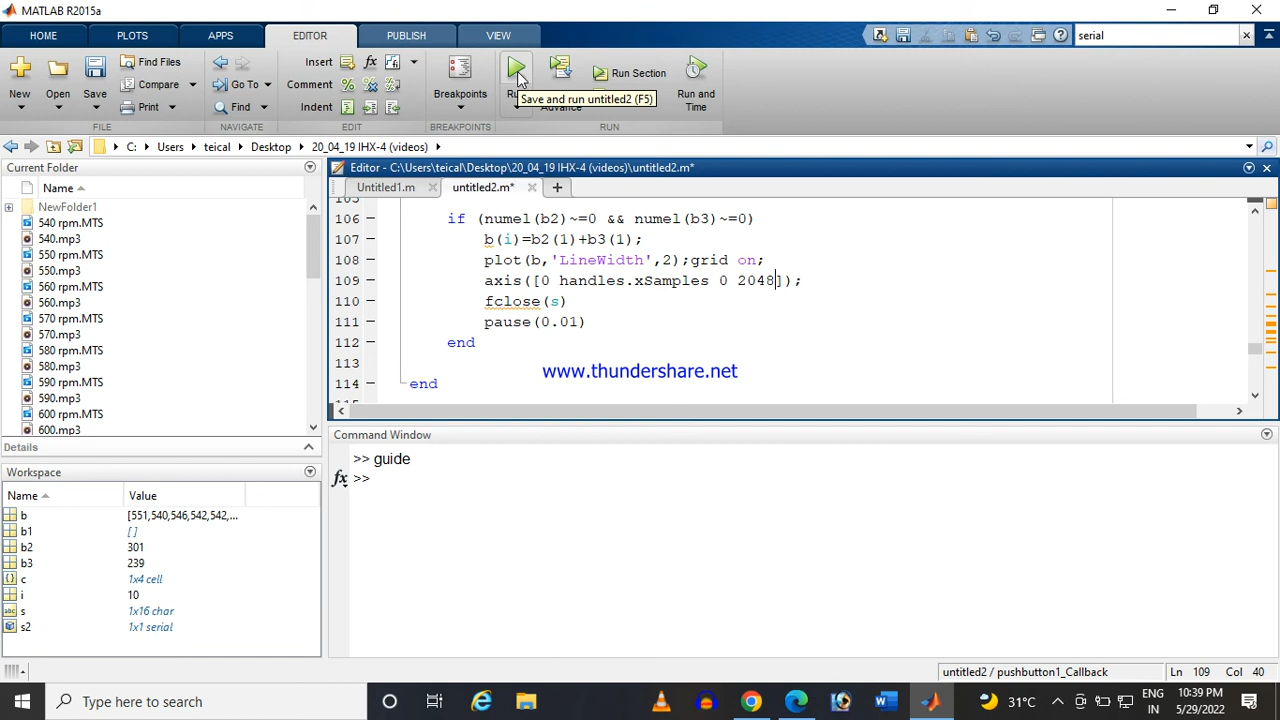 MATLAB R2015a
HOME PLOTS APPS EDITOR PUBLISH VIEW serial
New Open Save Find Files Compare Print Go To Find Insert Comment Indent fx Breakpoints Run Run Section Run and Time
Save and run untitled2 (F5)
FILE NAVIGATE EDIT BREAKPOINTS RUN
C: Users teical Desktop 20_04_19 IHX-4 (videos)
Current Folder
Name
NewFolder1
540 rpm.MTS
540.mp3
550 rpm.MTS
550.mp3
560 rpm.MTS
560.mp3
570 rpm.MTS
570.mp3
580 rpm.MTS
580.mp3
590 rpm.MTS
590.mp3
600 rpm.MTS
600.mp3
Details
Workspace
Name Value
b [551,540,546,542,542,...
b1 []
b2 301
b3 239
c 1x4 cell
i 10
s 1x16 char
s2 1x1 serial
Editor - C:\Users\teical\Desktop\20_04_19 IHX-4 (videos)\untitled2.m*
Untitled1.m untitled2.m*
106 if (numel(b2)~=0 && numel(b3)~=0)
107 b(i)=b2(1)+b3(1);
108 plot(b,'LineWidth',2);grid on;
109 axis([0 handles.xSamples 0 2048]);
110 fclose(s)
111 pause(0.01)
112 end
113
114 end
www.thundershare.net
Command Window
>> guide
fx >>
untitled2 / pushbutton1_Callback Ln 109 Col 40
Type here to search 31°C ENG IN 10:39 PM 5/29/2022